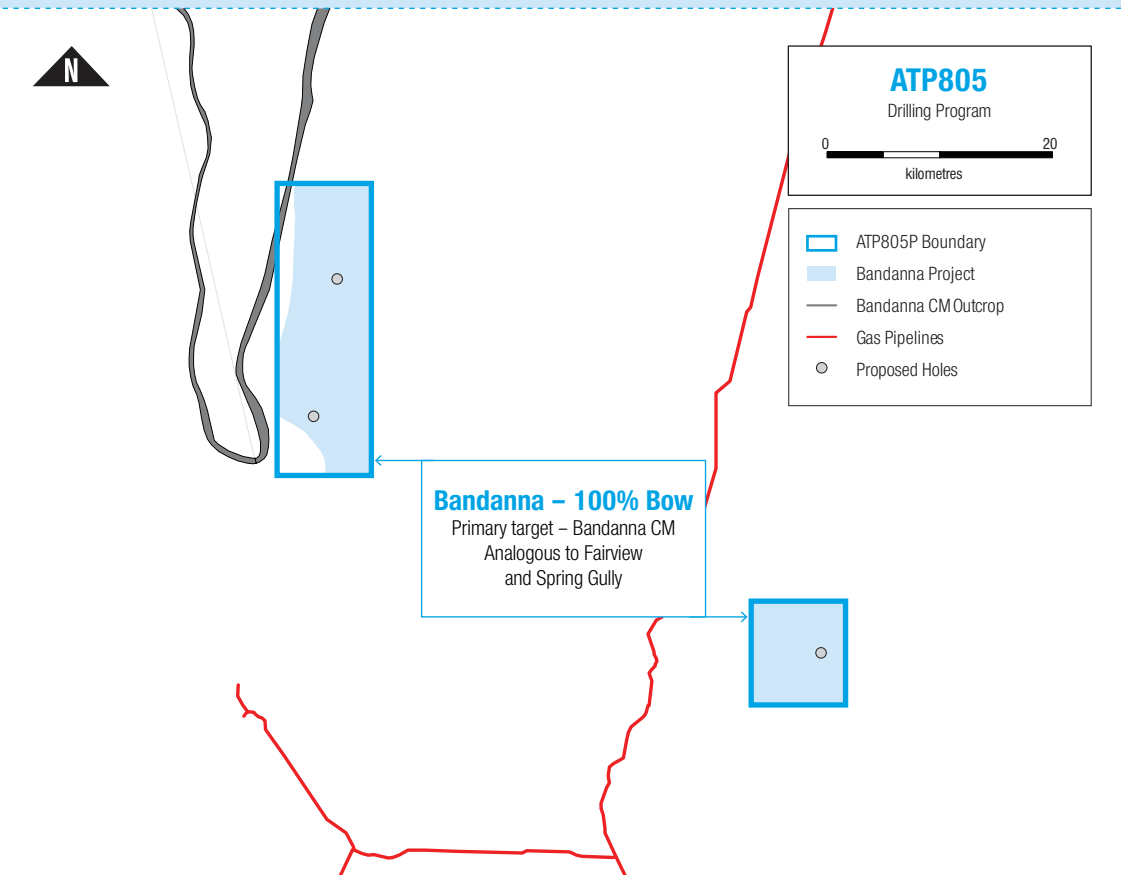 N
ATP805
Drilling Program
0 20
kilometres
ATP805P Boundary
Bandanna Project
Bandanna CM Outcrop
Gas Pipelines
Proposed Holes
Bandanna – 100% Bow
Primary target – Bandanna CM
Analogous to Fairview
and Spring Gully